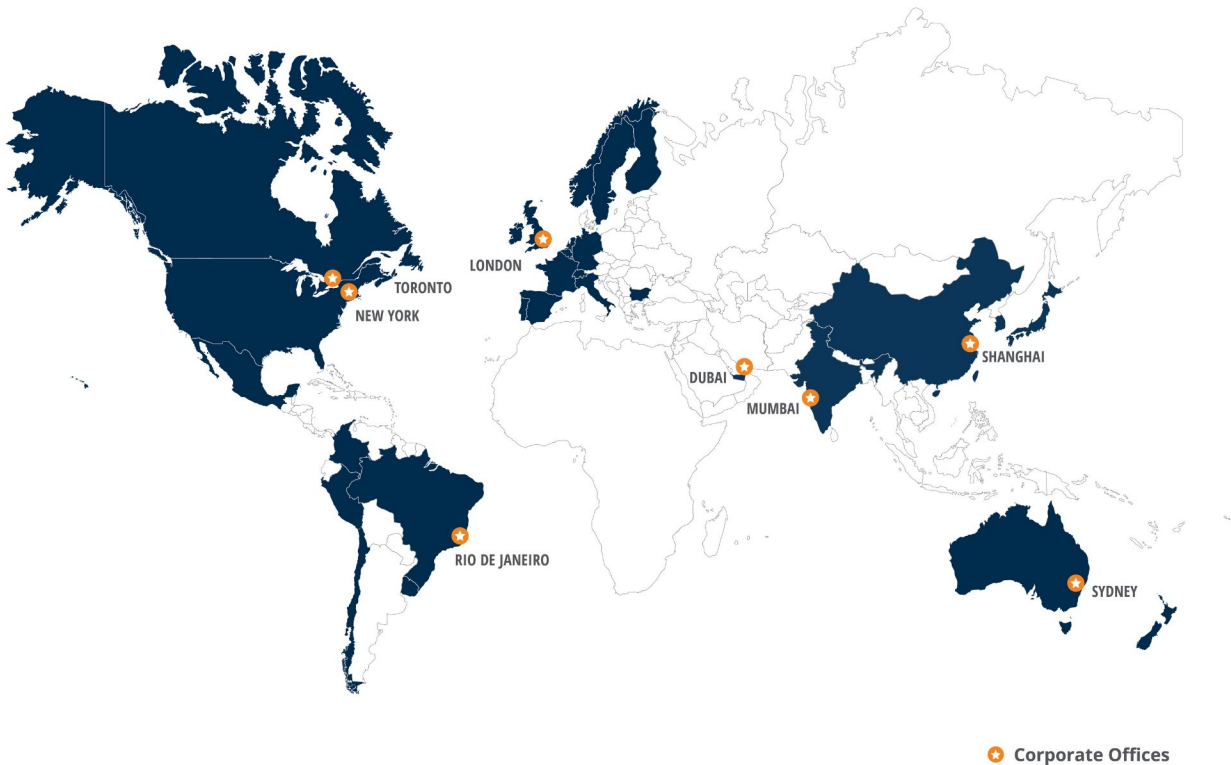 LONDON
TORONTO
NEW YORK
SHANGHAI
DUBAI
MUMBAI
RIO DE JANEIRO
SYDNEY
Corporate Offices